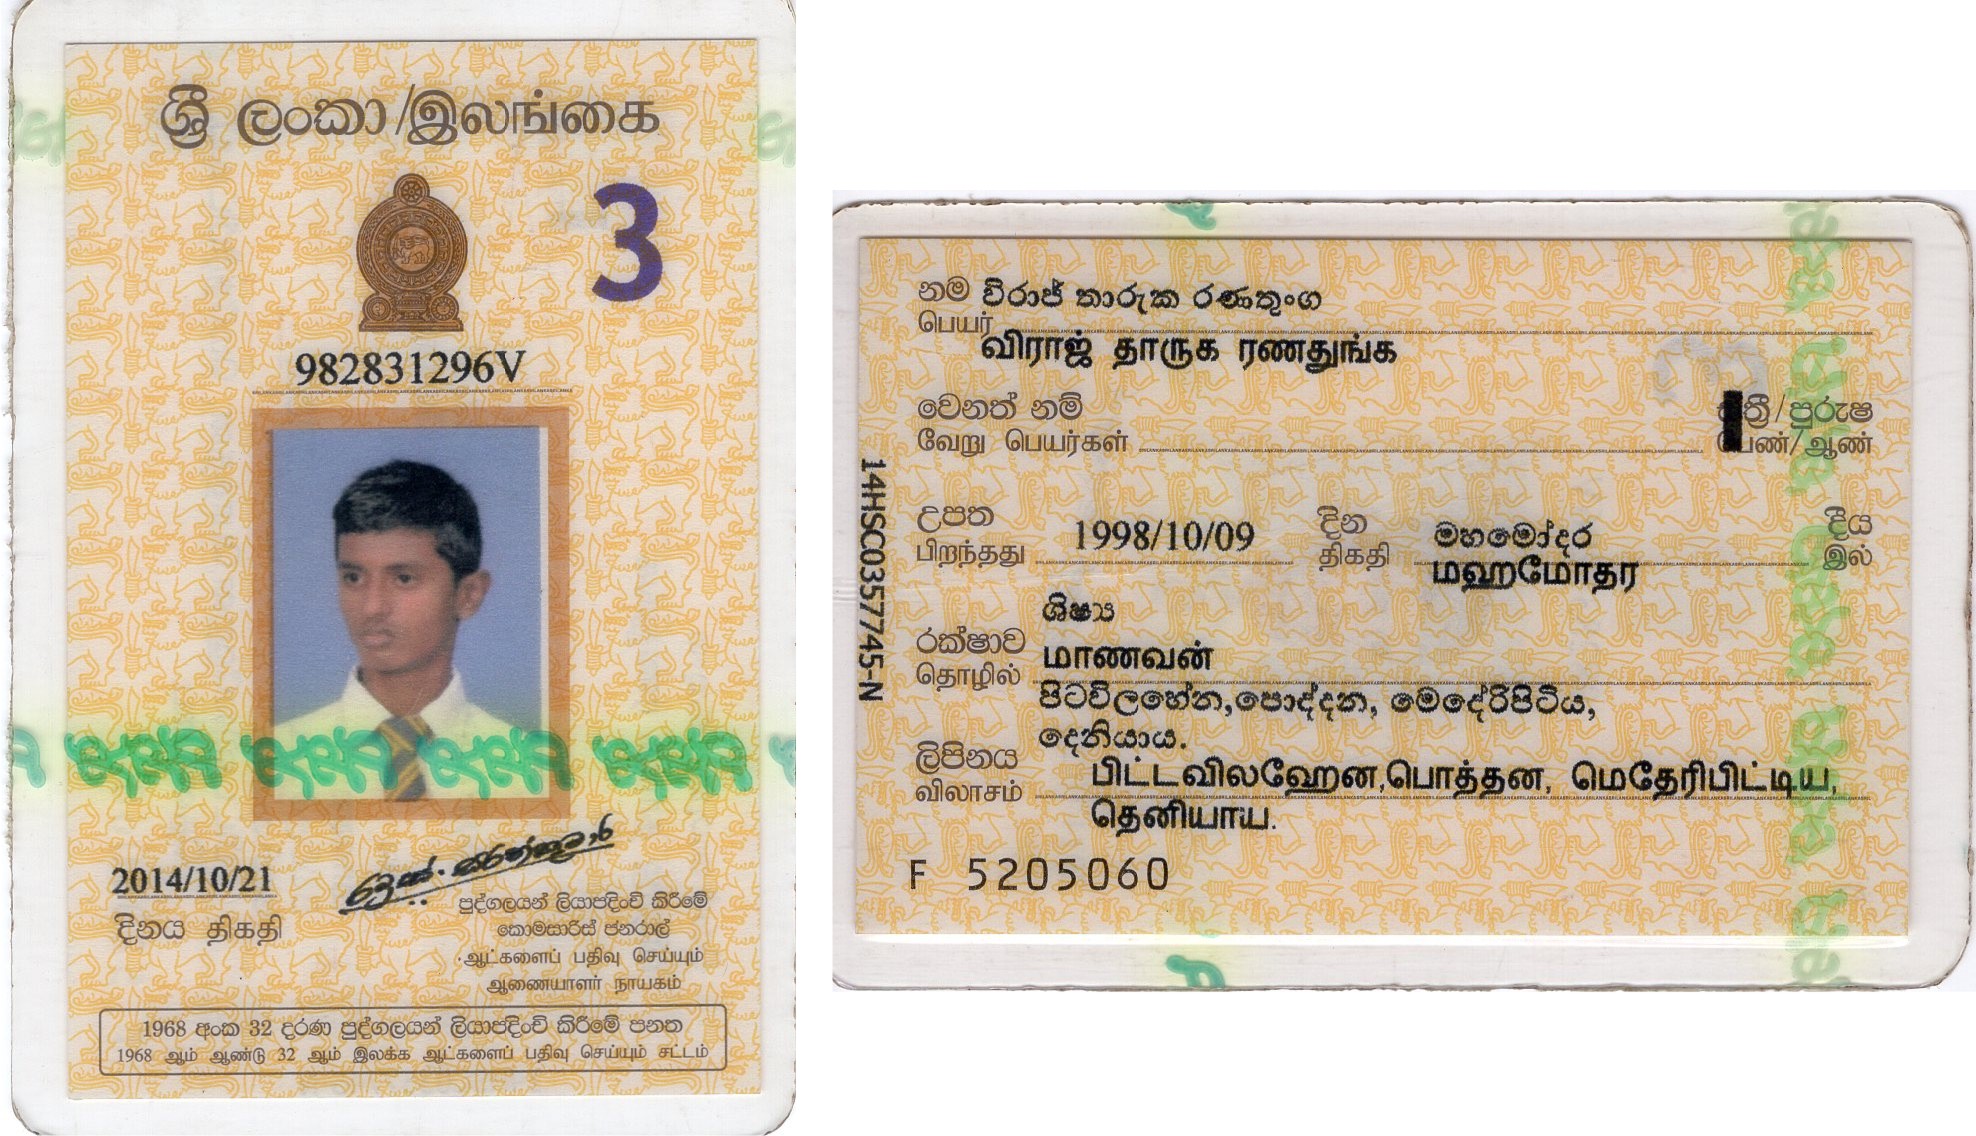 ශ්‍රී ලංකා/இலங்கை
3
982831296V
2014/10/21
දිනය திகதி
පුද්ගලයන් ලියාපදිංචි කිරීමේ
කොමසාරිස් ජනරාල්
ஆட்களைப் பதிவு செய்யும்
ஆணையாளர் நாயகம்
1968 අංක 32 දරණ පුද්ගලයන් ලියාපදිංචි කිරීමේ පනත
1968 ஆம் ஆண்டு 32 ஆம் இலக்க ஆட்களைப் பதிவு செய்யும் சட்டம்
නම විරාජ් තාරුක රණතුංග
பெயர்
விராஜ் தாருக ரணதுங்க
වෙනත් නම්
வேறு பெயர்கள்
/පුරුෂ
/ஆண்
උපත 1998/10/09 දින මහමෝදර දීය
பிறந்தது திகதி மஹமோதர இல்
ශිෂ්‍ය
රක්ෂාව
தொழில் மாணவன்
පිටවිලහේන,පොද්දන, මෙදේරිපිටිය,
දෙනියාය.
ලිපිනය
விலாசம் பிட்டவிலஹேன,பொத்தன, மெதேரிபிட்டிய,
தெனியாய.
F 5205060
14HSC0357745-N